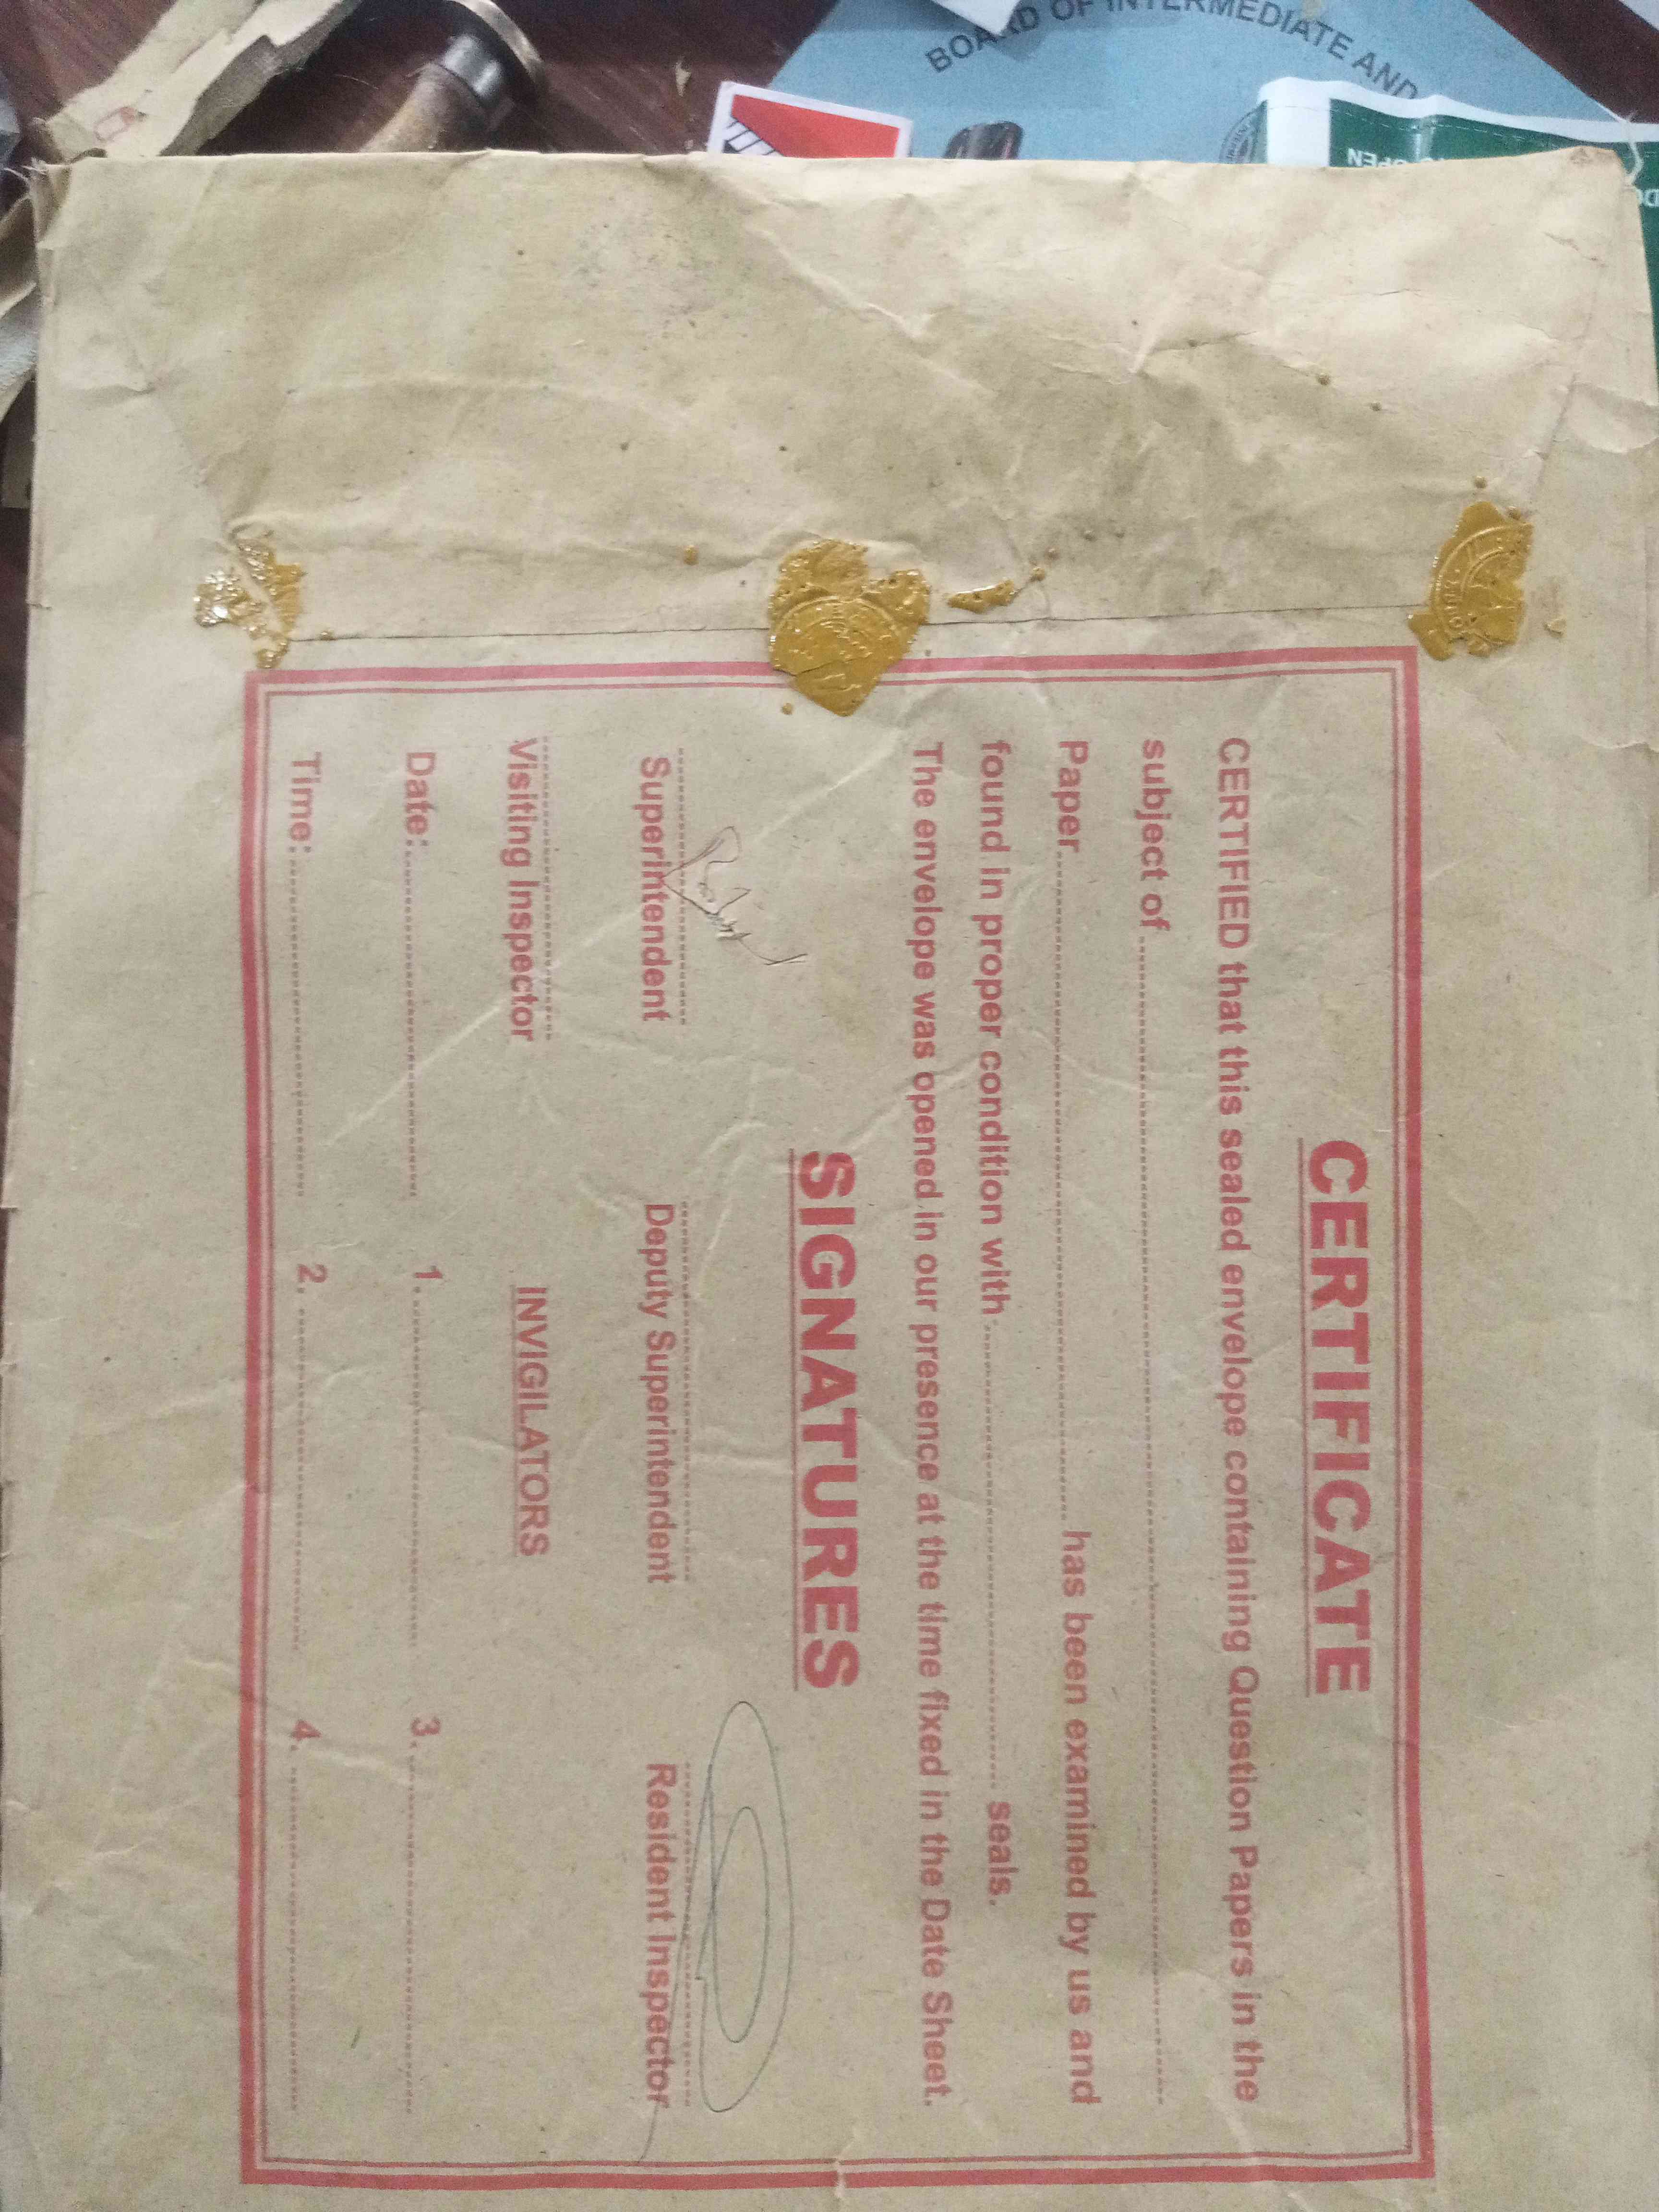 BOARD OF INTERMEDIATE AND
OPEN
CERTIFICATE
CERTIFIED that this sealed envelope containing Question Papers in the
subject of
Paper has been examined by us and
found in proper condition with seals.
The envelope was opened in our presence at the time fixed in the Date Sheet.
SIGNATURES
Superintendent Deputy Superintendent Resident Inspector
Visiting Inspector INVIGILATORS
Date: 1. 3.
Time: 2. 4.